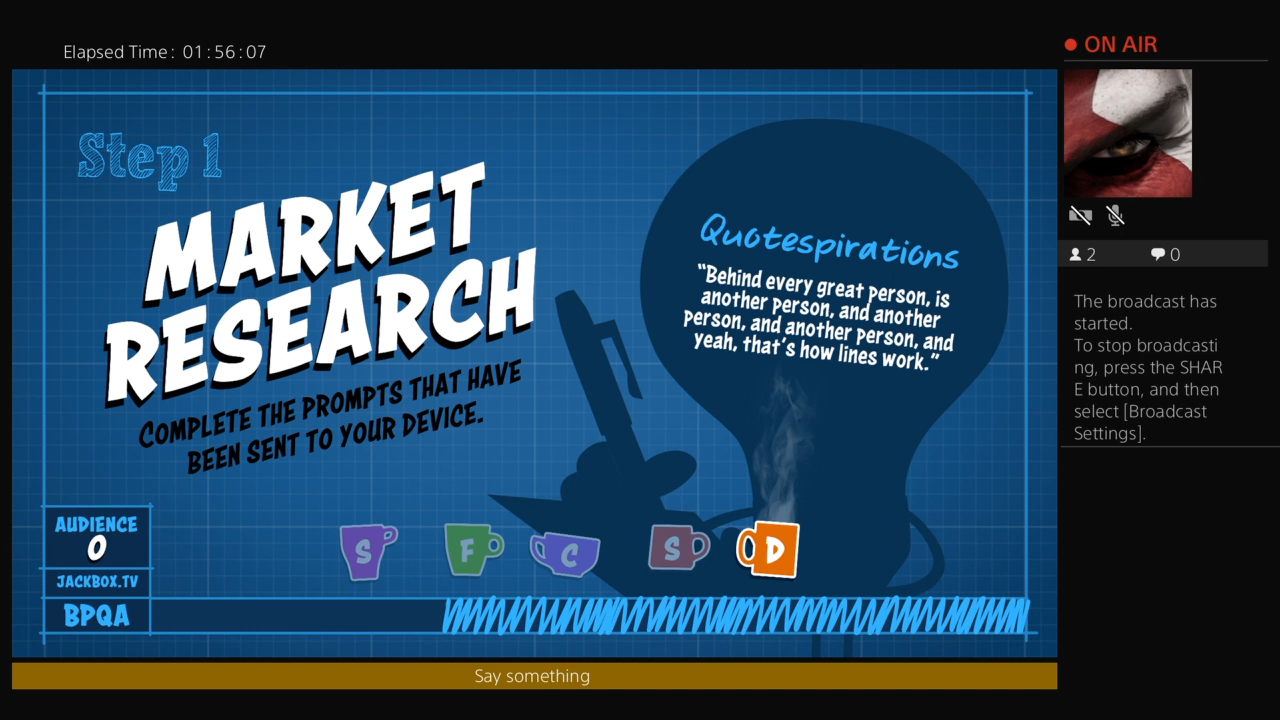 Elapsed Time: 01:56:07
ON AIR
Step 1
MARKET
RESEARCH
COMPLETE THE PROMPTS THAT HAVE
BEEN SENT TO YOUR DEVICE.
Quotespirations
“Behind every great person, is
another person, and another
person, and another person, and
yeah, that’s how lines work.”
2
0
The broadcast has
started.
To stop broadcasti
ng, press the SHAR
E button, and then
select [Broadcast
Settings].
S
F
C
S
D
AUDIENCE
0
JACKBOX.TV
BPQA
Say something